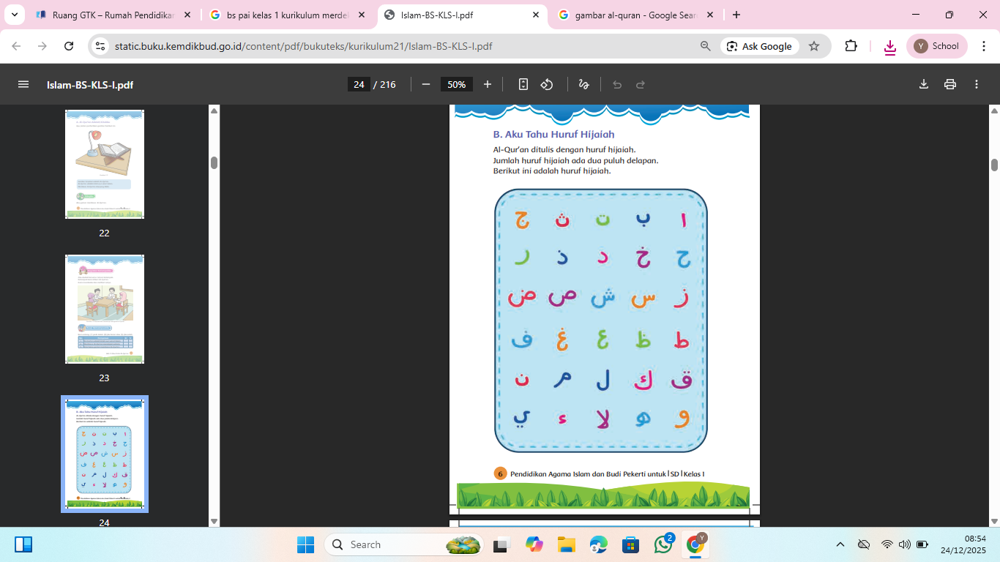 Ruang GTK – Rumah Pendidikan
bs pai kelas 1 kurikulum merdek
Islam-BS-KLS-I.pdf
gambar al-quran - Google Sear
static.buku.kemdikbud.go.id/content/pdf/bukuteks/kurikulum21/Islam-BS-KLS-I.pdf
Ask Google
Y
School
Islam-BS-KLS-I.pdf
24 / 216
50%
22
23
24
B. Aku Tahu Huruf Hijaiah
Al-Qur'an ditulis dengan huruf hijaiah.
Jumlah huruf hijaiah ada dua puluh delapan.
Berikut ini adalah huruf hijaiah.
ا ب ت ث ج
ح خ د ذ ر
ز س ش ص ض
ط ظ ع غ ف
ق ك ل م ن
و ه لا ء ي
6 Pendidikan Agama Islam dan Budi Pekerti untuk | SD | Kelas I
Search
2
Y
08:54
24/12/2025